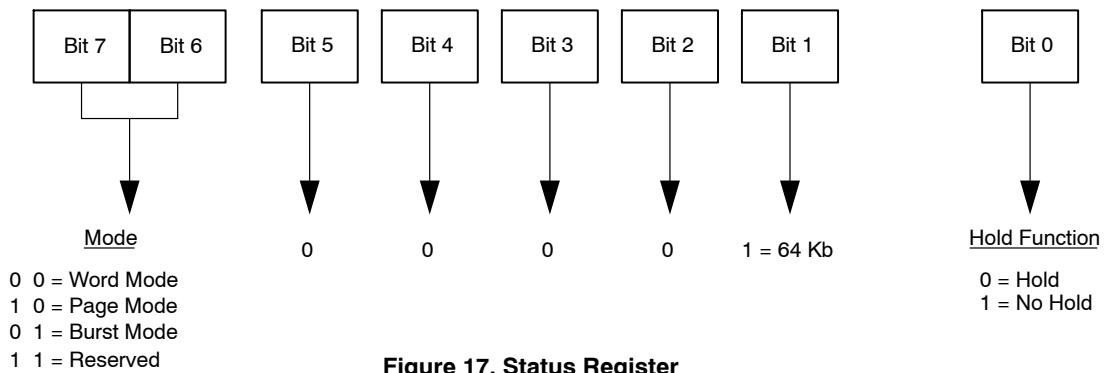 Bit 7 Bit 6 Bit 5 Bit 4 Bit 3 Bit 2 Bit 1 Bit 0
Mode 0 0 0 0 1 = 64 Kb Hold Function
0 0 = Word Mode
1 0 = Page Mode
0 1 = Burst Mode
1 1 = Reserved
0 = Hold
1 = No Hold
Figure 17. Status Register